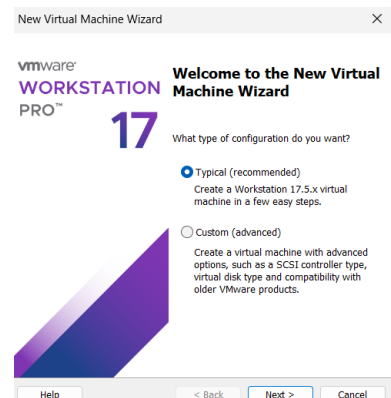 New Virtual Machine Wizard
vmware®
WORKSTATION
PRO™
17
Welcome to the New Virtual
Machine Wizard
What type of configuration do you want?
Typical (recommended)
Create a Workstation 17.5.x virtual
machine in a few easy steps.
Custom (advanced)
Create a virtual machine with advanced
options, such as a SCSI controller type,
virtual disk type and compatibility with
older VMware products.
Help
< Back
Next >
Cancel